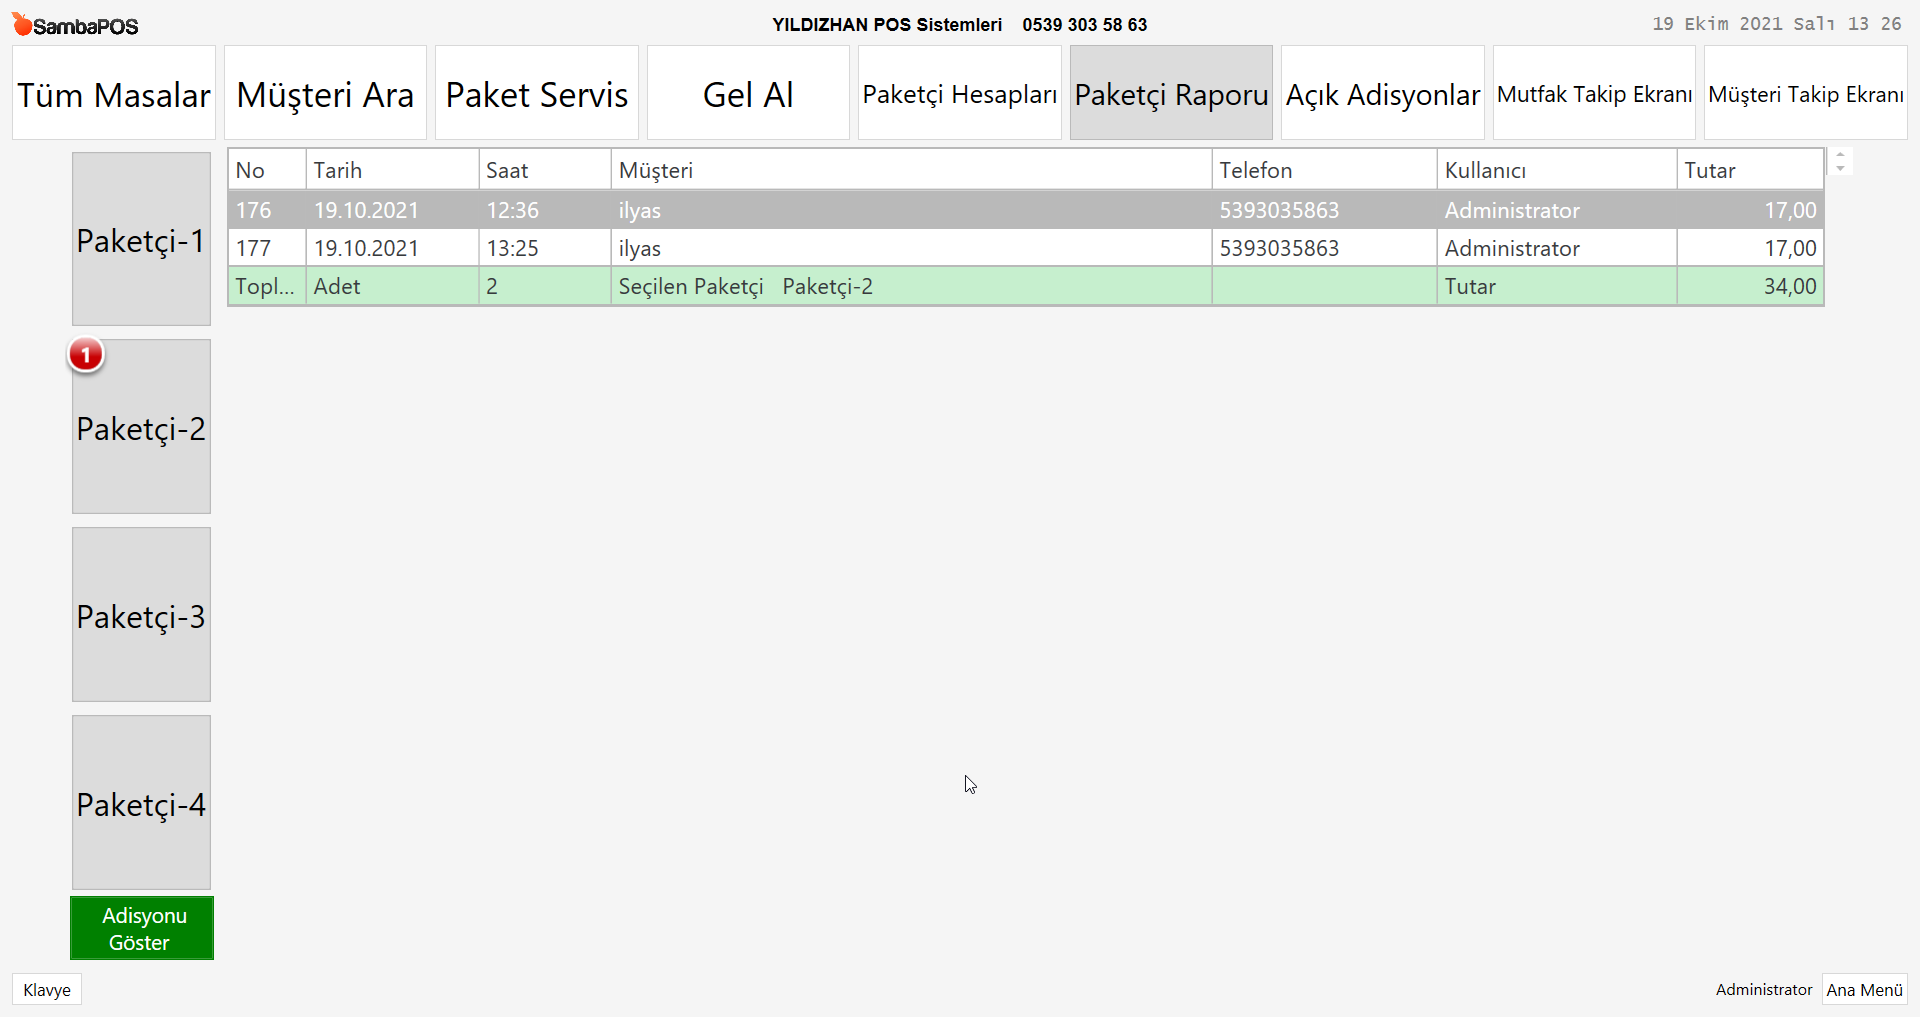 SambaPOS
YILDIZHAN POS Sistemleri 0539 303 58 63
19 Ekim 2021 Salı 13 26
Tüm Masalar Müşteri Ara Paket Servis Gel Al Paketçi Hesapları Paketçi Raporu Açık Adisyonlar Mutfak Takip Ekranı Müşteri Takip Ekranı
No Tarih Saat Müşteri Telefon Kullanıcı Tutar
176 19.10.2021 12:36 ilyas 5393035863 Administrator 17,00
177 19.10.2021 13:25 ilyas 5393035863 Administrator 17,00
Topl... Adet 2 Seçilen Paketçi Paketçi-2 Tutar 34,00
Paketçi-1
1
Paketçi-2
Paketçi-3
Paketçi-4
Adisyonu
Göster
Klavye
Administrator Ana Menü